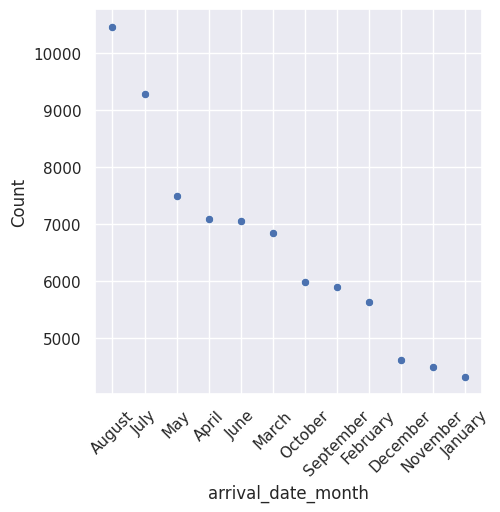 10000
9000
8000
7000
6000
5000
Count
August
July
May
April
June
March
October
September
February
December
November
January
arrival_date_month